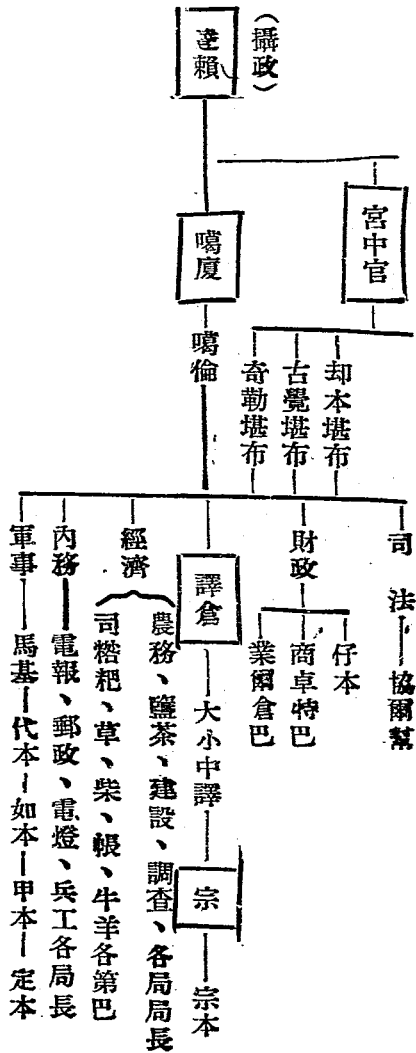 (攝政)
達賴
宮中官
却本堪布
古覺堪布
奇勒堪布
噶廈
噶倫
司法
協爾幫
財政
仔本
商卓特巴
業爾倉巴
譯倉
大小中譯
宗
宗本
經濟
農務、鹽茶、建設、調查、各局局長
司糌粑、草、柴、帳、牛羊各第巴
內務
電報、郵政、電燈、兵工各局長
軍事
馬基
代本
如本
甲本
定本